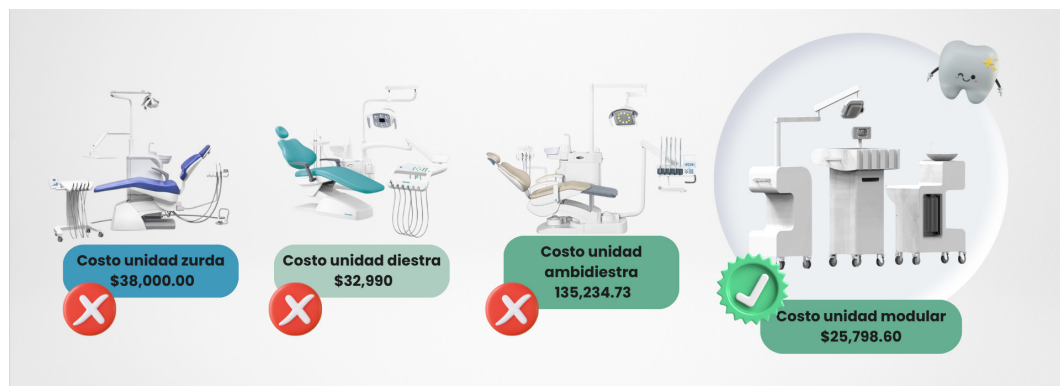 Costo unidad zurda
$38,000.00
Costo unidad diestra
$32,990
Costo unidad
ambidiestra
135,234.73
Costo unidad modular
$25,798.60